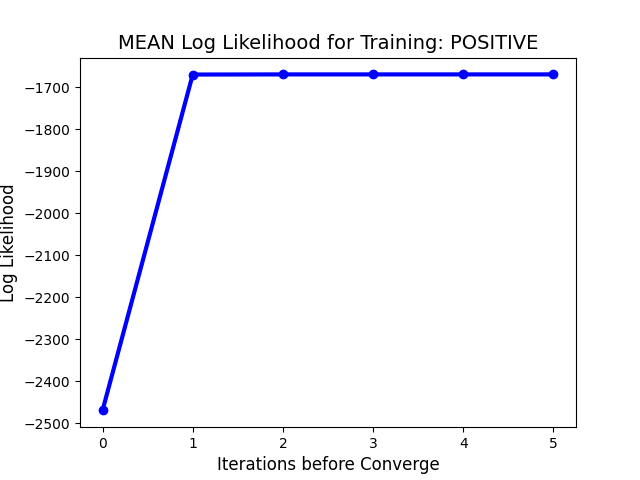 MEAN Log Likelihood for Training: POSITIVE
Log Likelihood
−1700
−1800
−1900
−2000
−2100
−2200
−2300
−2400
−2500
0 1 2 3 4 5
Iterations before Converge